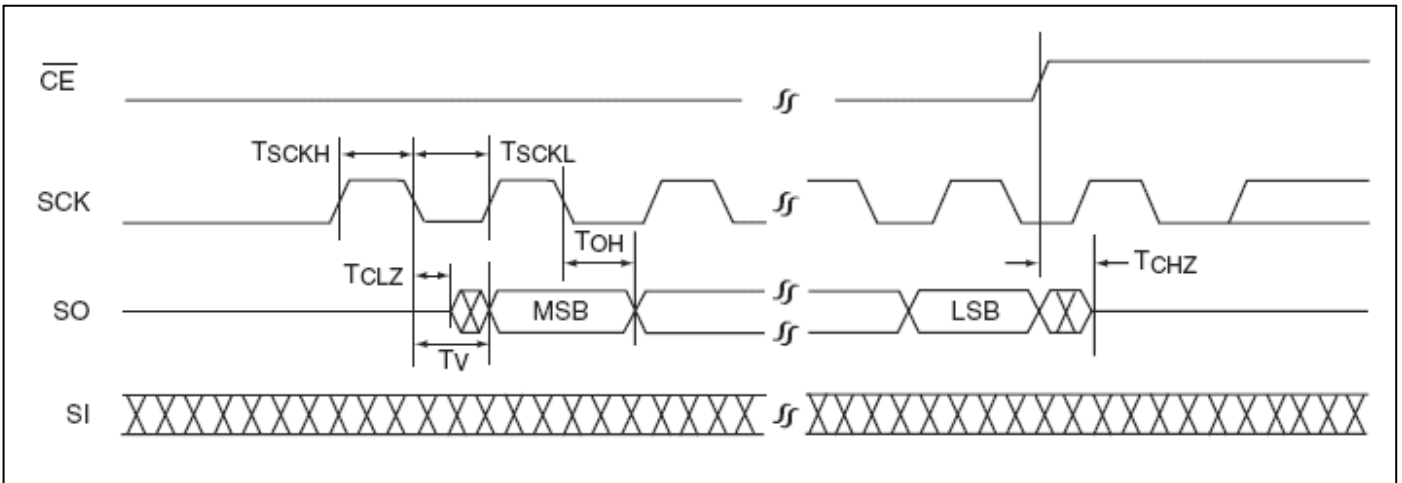 CE
TSCKH
TSCKL
SCK
TOH
TCLZ
TCHZ
SO
MSB
LSB
TV
SI